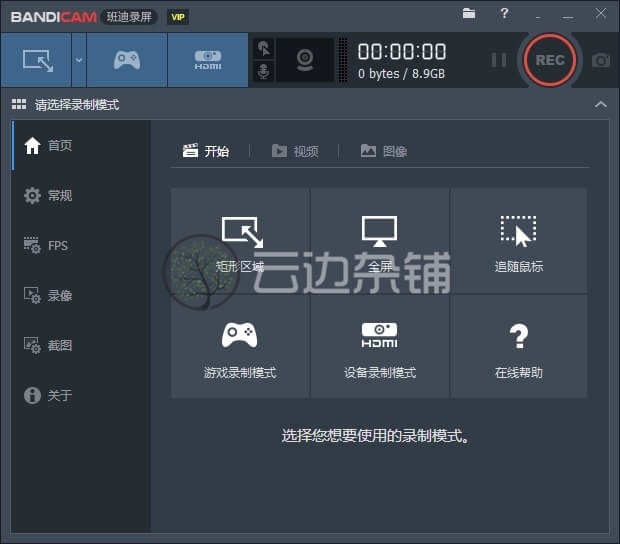 BANDICAM 班迪录屏 VIP
?
HDMI
00:00:00
0 bytes / 8.9GB
REC
请选择录制模式
首页
常规
FPS
录像
截图
关于
开始 视频 图像
矩形区域 全屏 追随鼠标
云边杂铺
HDMI ?
游戏录制模式 设备录制模式 在线帮助
选择您想要使用的录制模式。